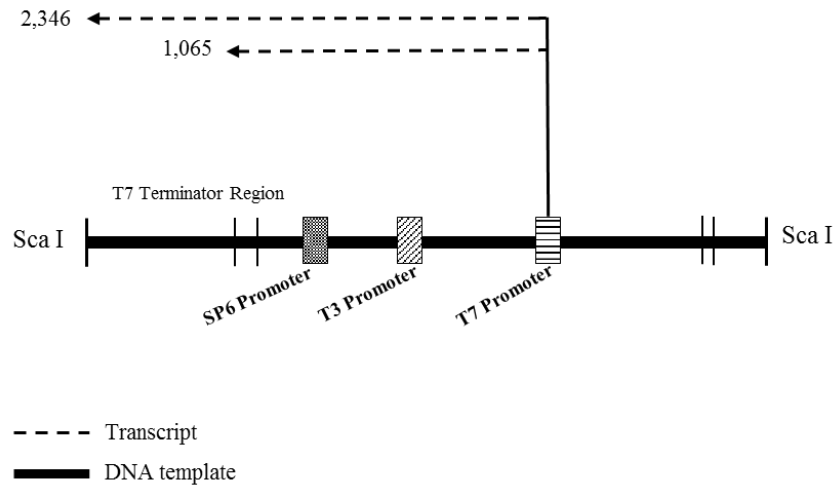 2,346
1,065
T7 Terminator Region
Sca I
Sca I
SP6 Promoter
T3 Promoter
T7 Promoter
Transcript
DNA template